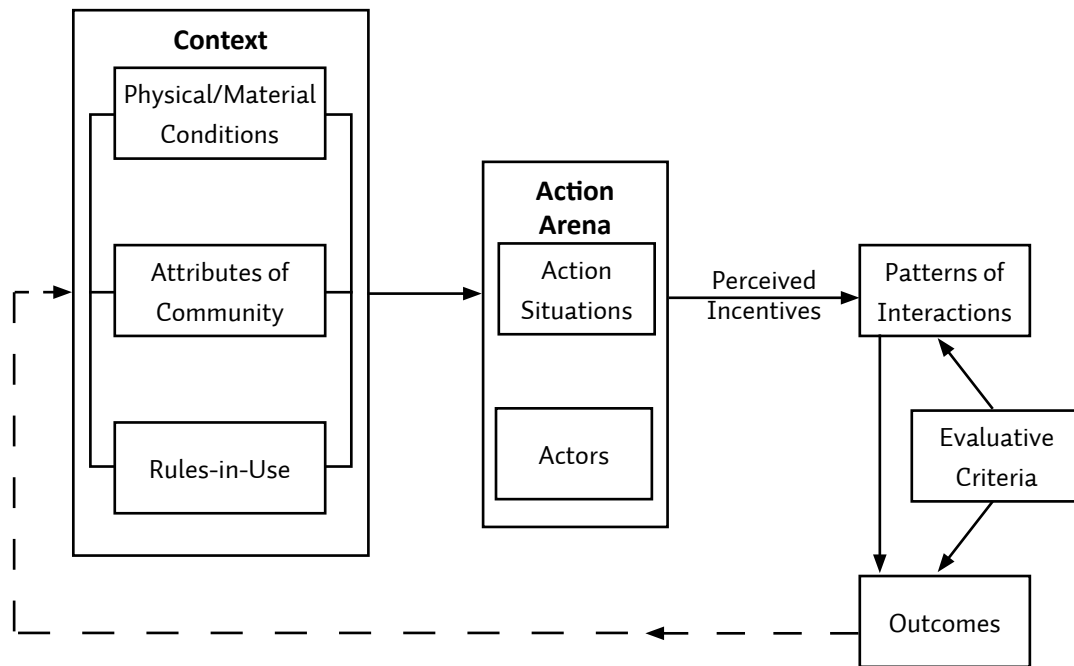 Context
Physical/Material
Conditions
Attributes of
Community
Rules-in-Use
Action
Arena
Action
Situations
Actors
Perceived
Incentives
Patterns of
Interactions
Evaluative
Criteria
Outcomes